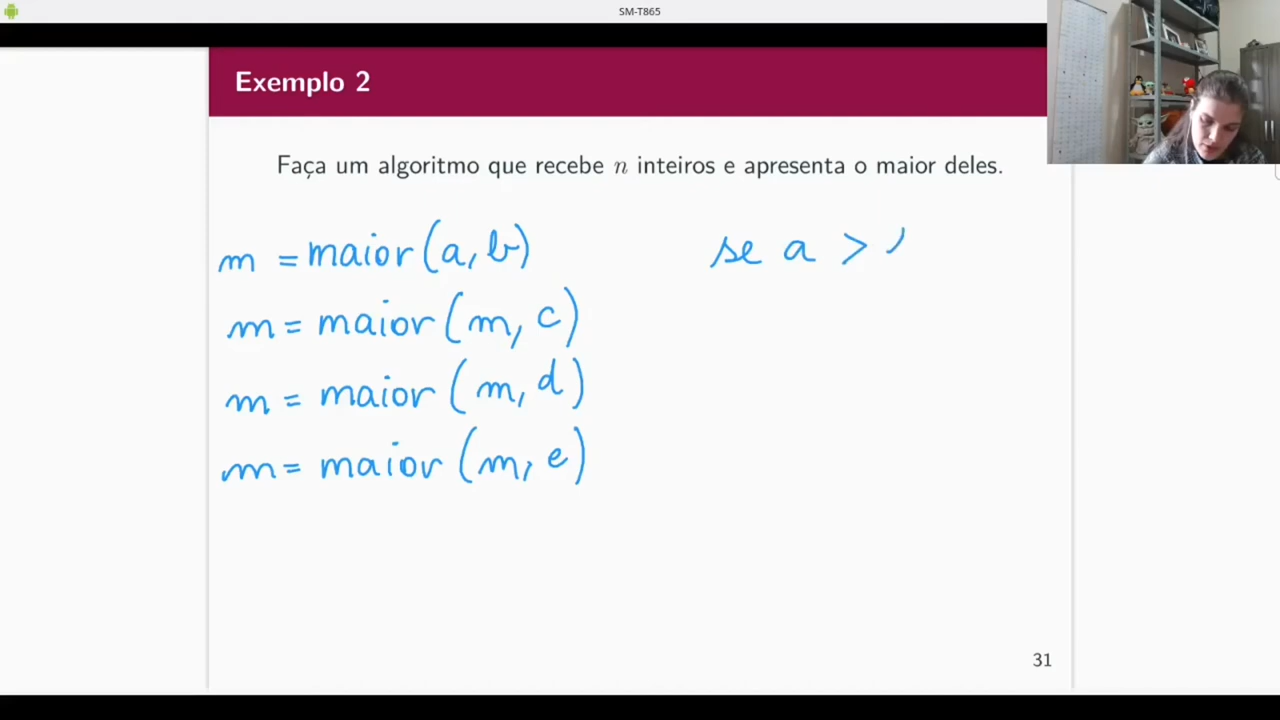 SM-T865
Exemplo 2
Faça um algoritmo que recebe n inteiros e apresenta o maior deles.
m = maior(a, b)
se a >
m = maior(m, c)
m = maior(m, d)
m = maior(m, e)
31